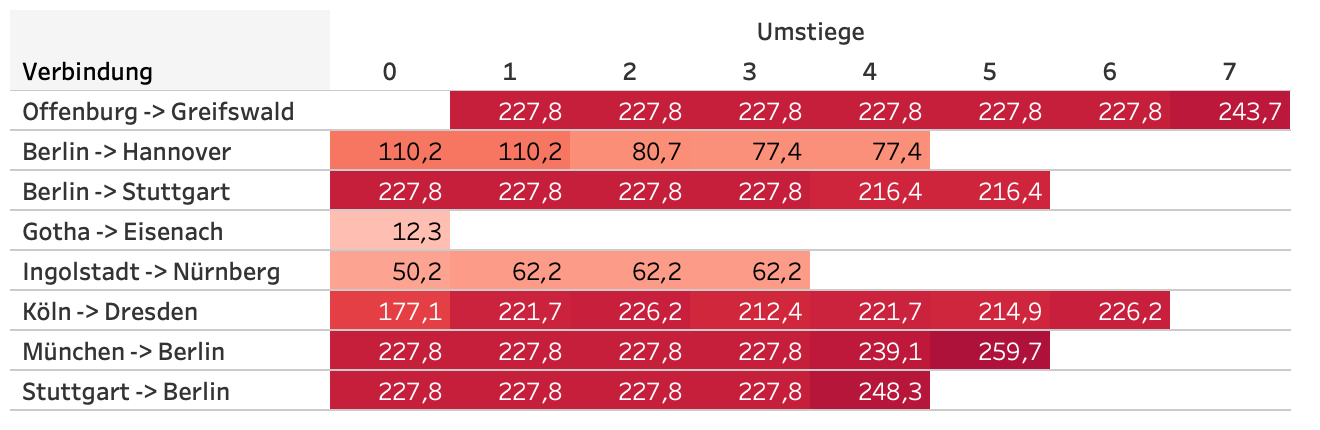 Umstiege
Verbindung 0 1 2 3 4 5 6 7
Offenburg -> Greifswald 227,8 227,8 227,8 227,8 227,8 227,8 243,7
Berlin -> Hannover 110,2 110,2 80,7 77,4 77,4
Berlin -> Stuttgart 227,8 227,8 227,8 227,8 216,4 216,4
Gotha -> Eisenach 12,3
Ingolstadt -> Nürnberg 50,2 62,2 62,2 62,2
Köln -> Dresden 177,1 221,7 226,2 212,4 221,7 214,9 226,2
München -> Berlin 227,8 227,8 227,8 227,8 239,1 259,7
Stuttgart -> Berlin 227,8 227,8 227,8 227,8 248,3